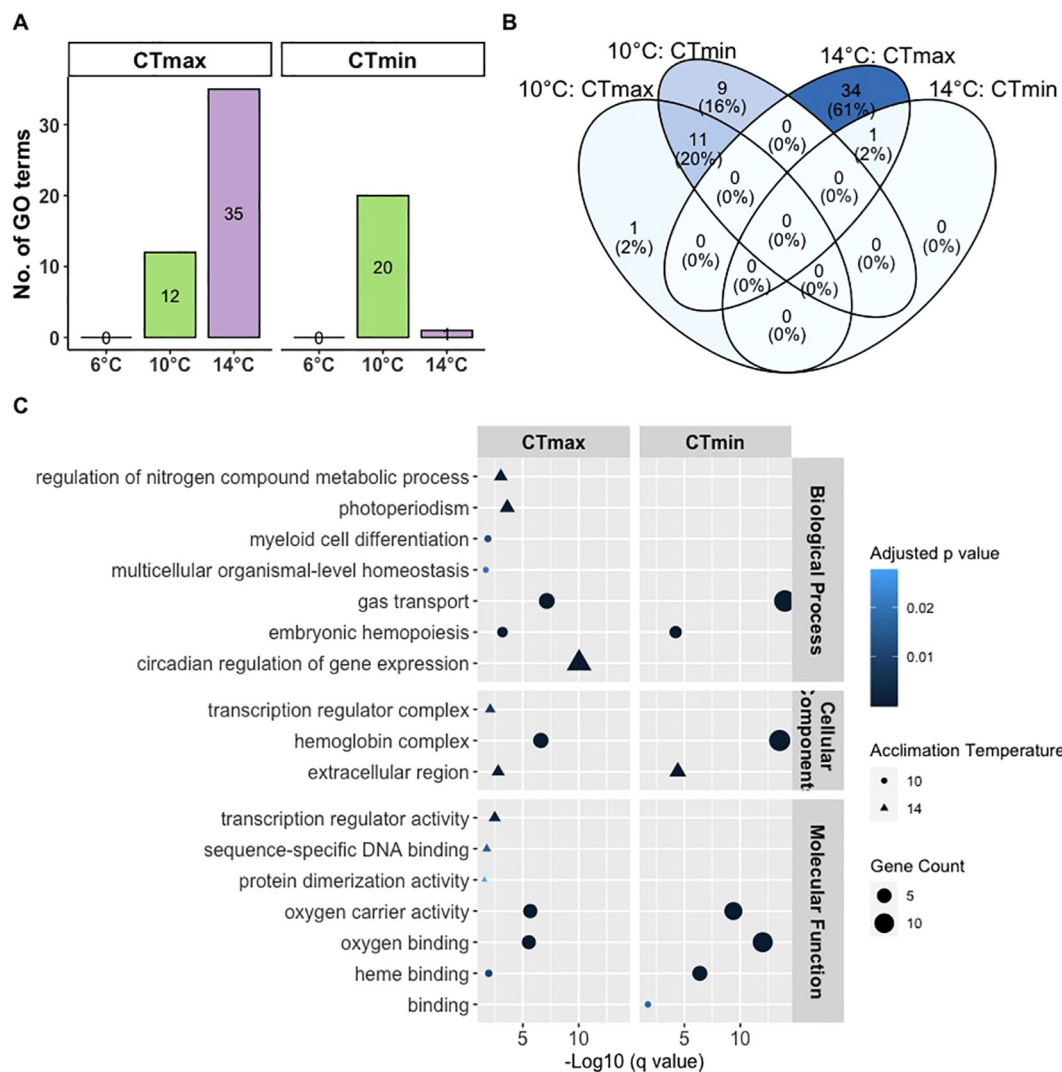 A
CTmax
CTmin
No. of GO terms
30
20
10
0
0
12
35
0
20
1
6°C
10°C
14°C
6°C
10°C
14°C
B
10°C: CTmax
10°C: CTmin
14°C: CTmax
14°C: CTmin
9
(16%)
34
(61%)
0
(0%)
11
(20%)
1
(2%)
0
(0%)
0
(0%)
1
(2%)
0
(0%)
0
(0%)
0
(0%)
0
(0%)
0
(0%)
0
(0%)
0
(0%)
C
CTmax
CTmin
regulation of nitrogen compound metabolic process
photoperiodism
myeloid cell differentiation
multicellular organismal-level homeostasis
gas transport
embryonic hemopoiesis
circadian regulation of gene expression
Biological Process
transcription regulator complex
hemoglobin complex
extracellular region
Cellular
transcription regulator activity
sequence-specific DNA binding
protein dimerization activity
oxygen carrier activity
oxygen binding
heme binding
binding
Molecular Function
5
10
5
10
-Log10 (q value)
Adjusted p value
0.02
0.01
Acclimation Temperature
10
14
Gene Count
5
10